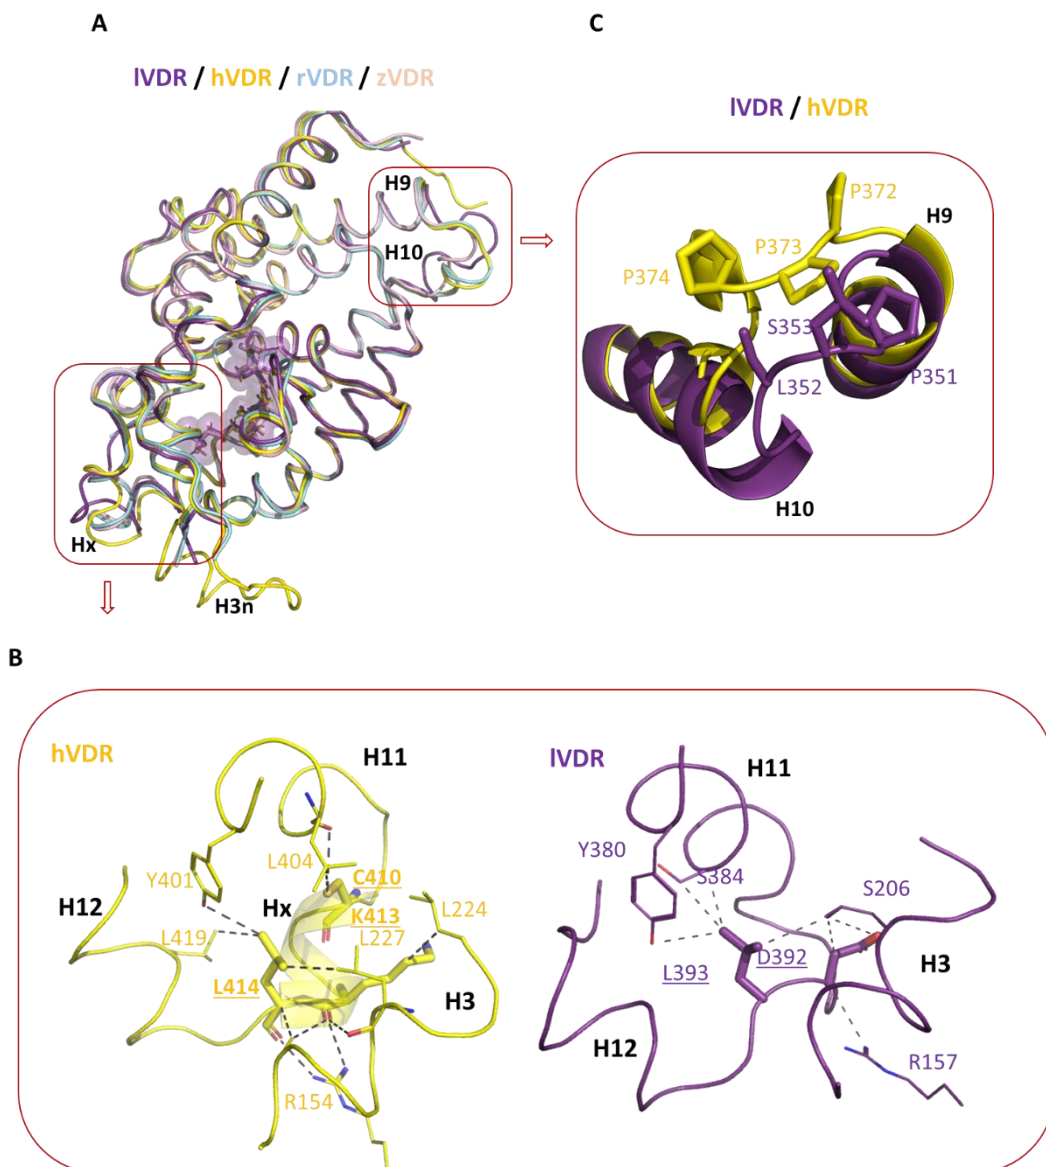 A
C
lVDR / hVDR / rVDR / zVDR
lVDR / hVDR
H9
H10
Hx
H3n
P372
H9
P373
P374
S353
L352
P351
H10
B
hVDR
H11
Y401
L404
C410
H12
Hx
K413
L224
L419
L227
L414
H3
R154
lVDR
H11
Y380
S384
S206
L393
D392
H3
H12
R157